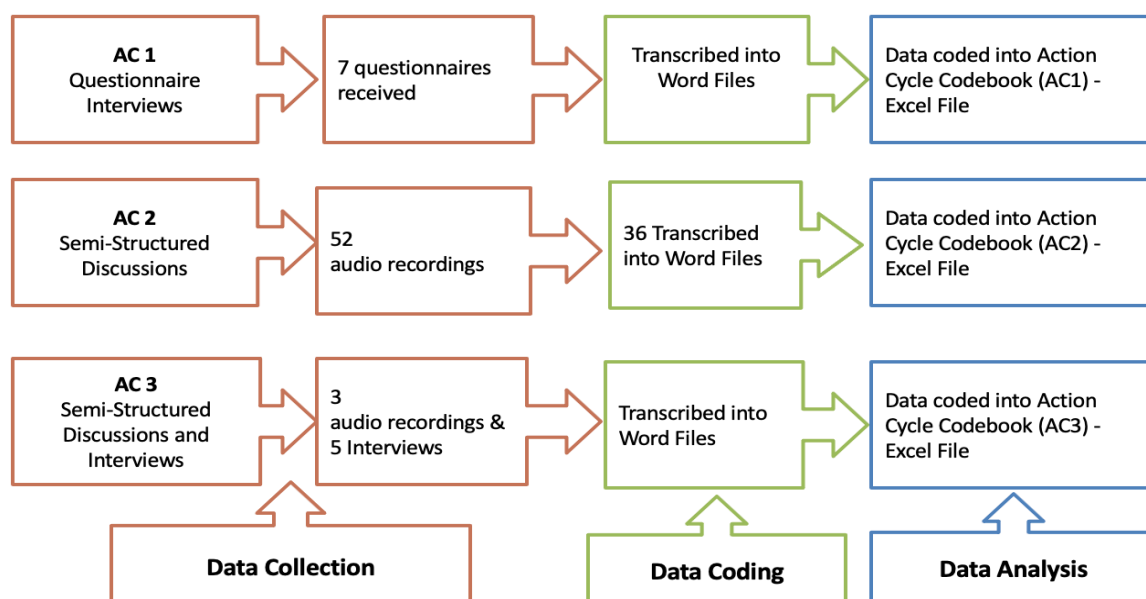 AC 1
Questionnaire
Interviews
7 questionnaires
received
Transcribed into
Word Files
Data coded into Action
Cycle Codebook (AC1) -
Excel File
AC 2
Semi-Structured
Discussions
52
audio recordings
36 Transcribed
into Word Files
Data coded into Action
Cycle Codebook (AC2) -
Excel File
AC 3
Semi-Structured
Discussions and
Interviews
3
audio recordings &
5 Interviews
Transcribed into
Word Files
Data coded into Action
Cycle Codebook (AC3) -
Excel File
Data Collection
Data Coding
Data Analysis